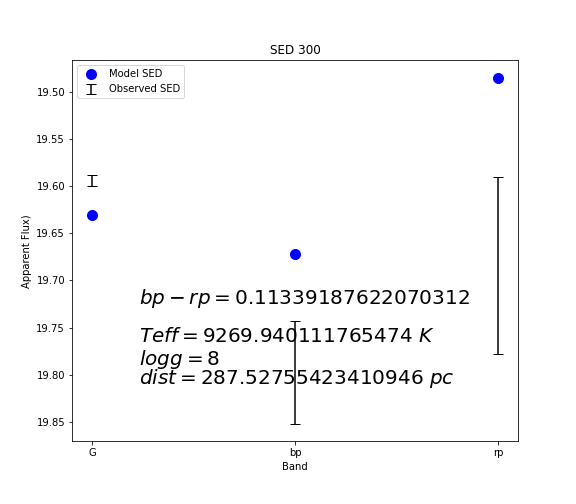 SED 300
Model SED
Observed SED
19.50
19.55
19.60
19.65
19.70
19.75
19.80
19.85
Apparent Flux)
bp − rp = 0.11339187622070312
Teff = 9269.940111765474 K
logg = 8
dist = 287.52755423410946 pc
G bp rp
Band